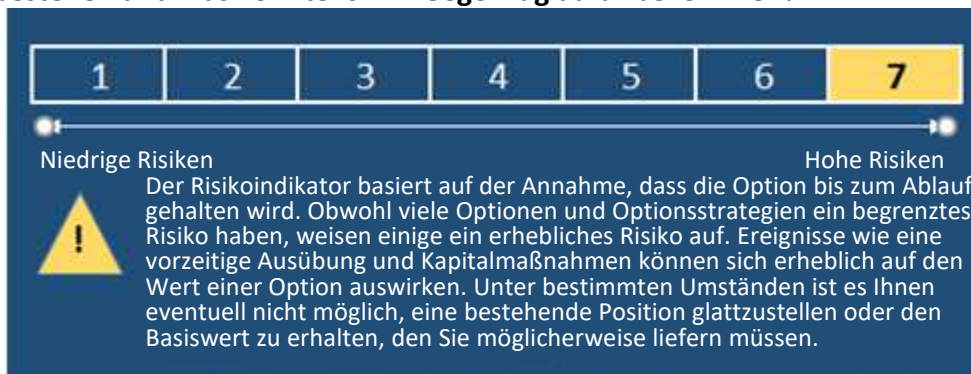 1 2 3 4 5 6 7
Niedrige Risiken Hohe Risiken
Der Risikoindikator basiert auf der Annahme, dass die Option bis zum Ablauf
gehalten wird. Obwohl viele Optionen und Optionsstrategien ein begrenztes
Risiko haben, weisen einige ein erhebliches Risiko auf. Ereignisse wie eine
vorzeitige Ausübung und Kapitalmaßnahmen können sich erheblich auf den
Wert einer Option auswirken. Unter bestimmten Umständen ist es Ihnen
eventuell nicht möglich, eine bestehende Position glattzustellen oder den
Basiswert zu erhalten, den Sie möglicherweise liefern müssen.